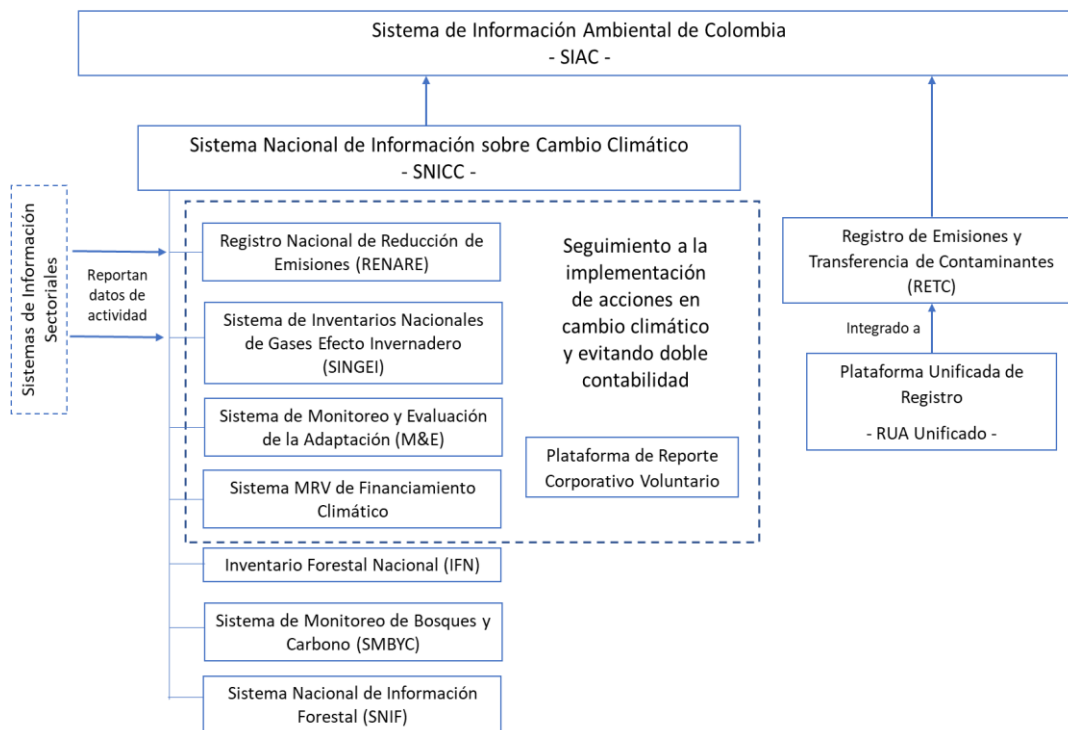 Sistema de Información Ambiental de Colombia
- SIAC -
Sistema Nacional de Información sobre Cambio Climático
- SNICC -
Sistemas de Información
Sectoriales
Reportan
datos de
actividad
Registro Nacional de Reducción de
Emisiones (RENARE)
Sistema de Inventarios Nacionales
de Gases Efecto Invernadero
(SINGEI)
Sistema de Monitoreo y Evaluación
de la Adaptación (M&E)
Sistema MRV de Financiamiento
Climático
Inventario Forestal Nacional (IFN)
Sistema de Monitoreo de Bosques y
Carbono (SMBYC)
Sistema Nacional de Información
Forestal (SNIF)
Seguimiento a la
implementación
de acciones en
cambio climático
y evitando doble
contabilidad
Plataforma de Reporte
Corporativo Voluntario
Registro de Emisiones y
Transferencia de Contaminantes
(RETC)
Integrado a
Plataforma Unificada de
Registro
- RUA Unificado -